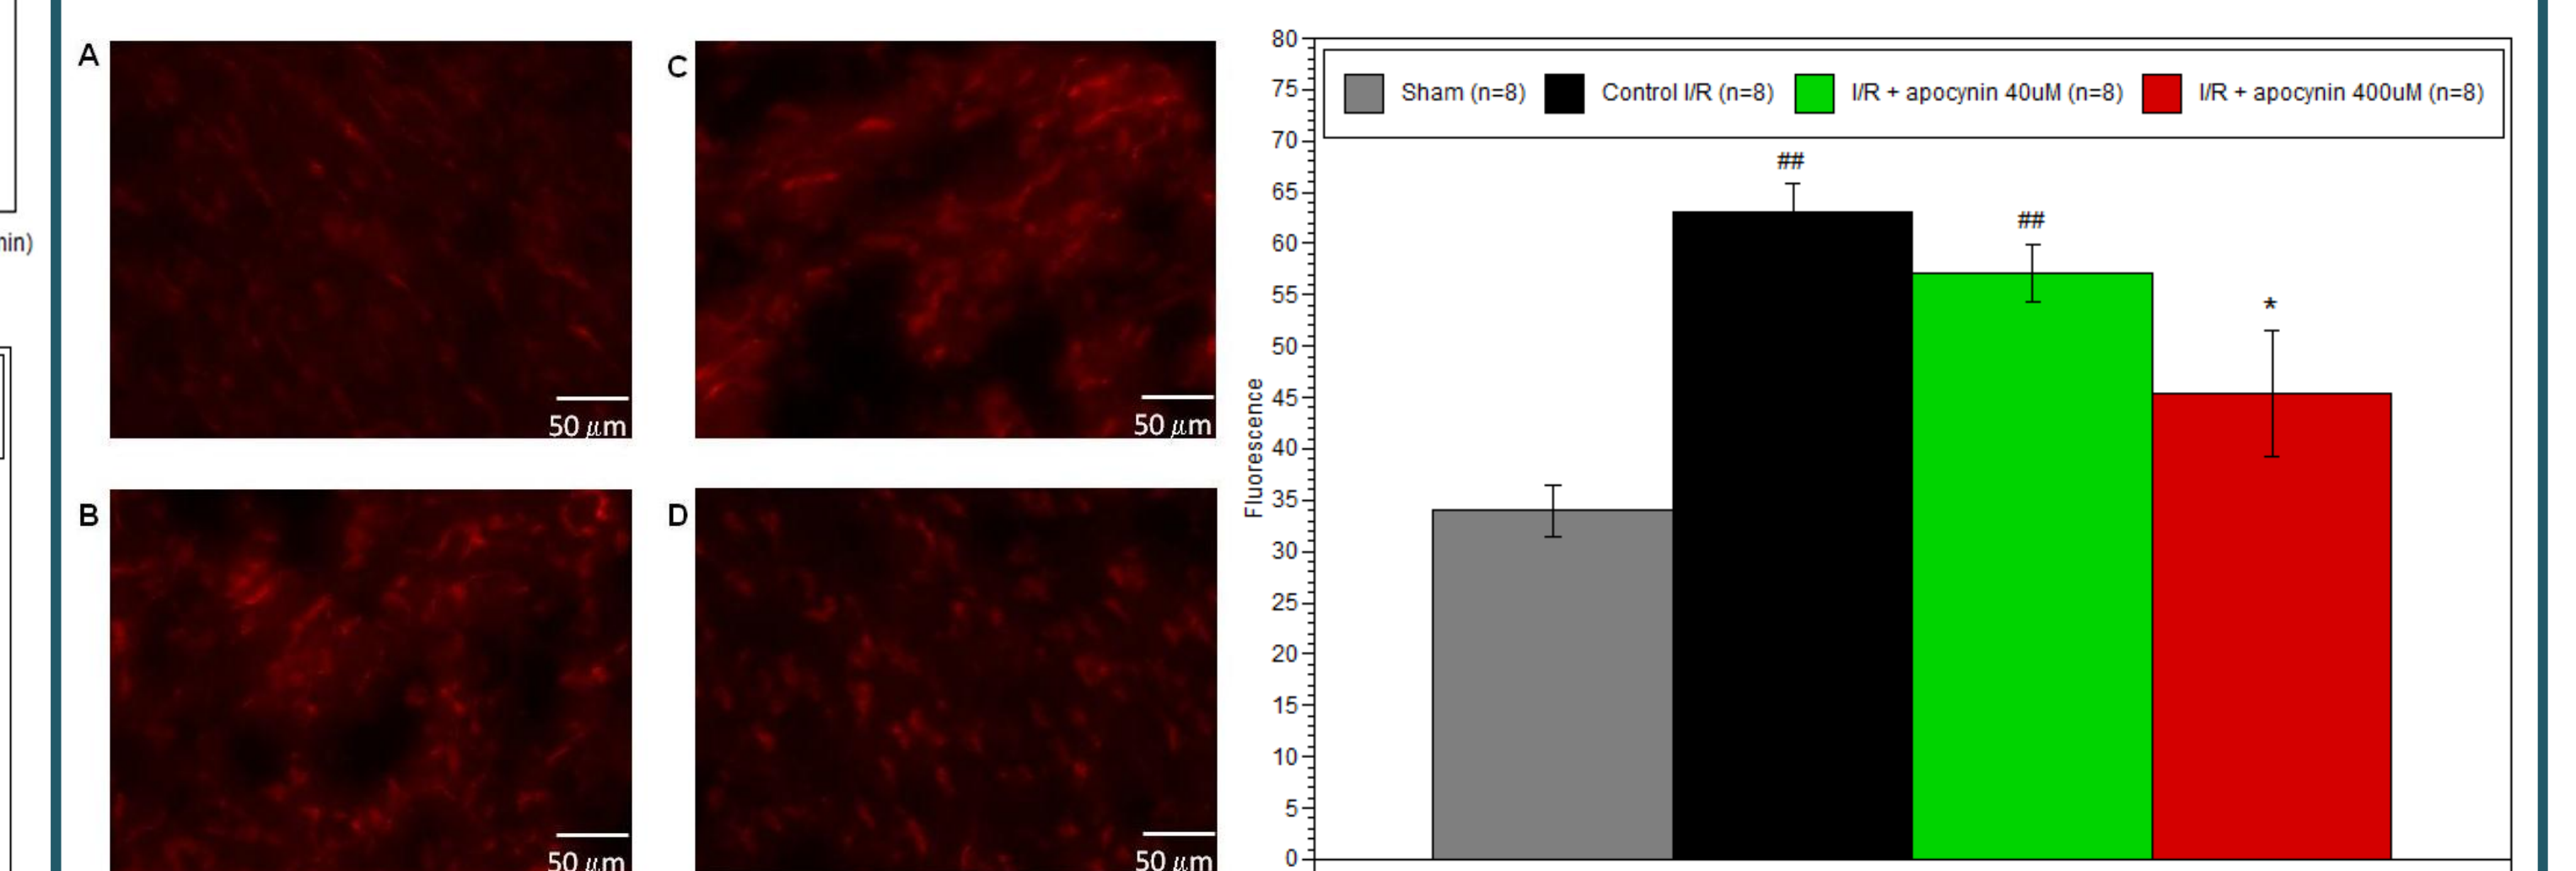 A
50 μm
C
50 μm
B
50 μm
D
50 μm
80
75
70
65
60
55
50
45
40
35
30
25
20
15
10
5
0
Fluorescence
Sham (n=8) Control I/R (n=8) I/R + apocynin 40uM (n=8) I/R + apocynin 400uM (n=8)
##
##
*